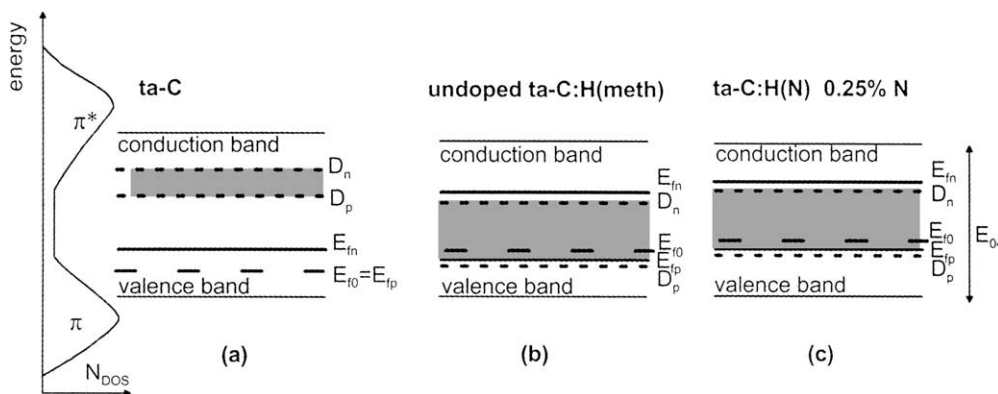 energy
π*
π
N_DOS
ta-C
conduction band
D_n
D_p
E_fn
E_f0=E_fp
valence band
(a)
undoped ta-C:H(meth)
conduction band
E_fn
D_n
E_f0
E_fp
D_p
valence band
(b)
ta-C:H(N) 0.25% N
conduction band
E_fn
D_n
E_f0
E_fp
D_p
valence band
(c)